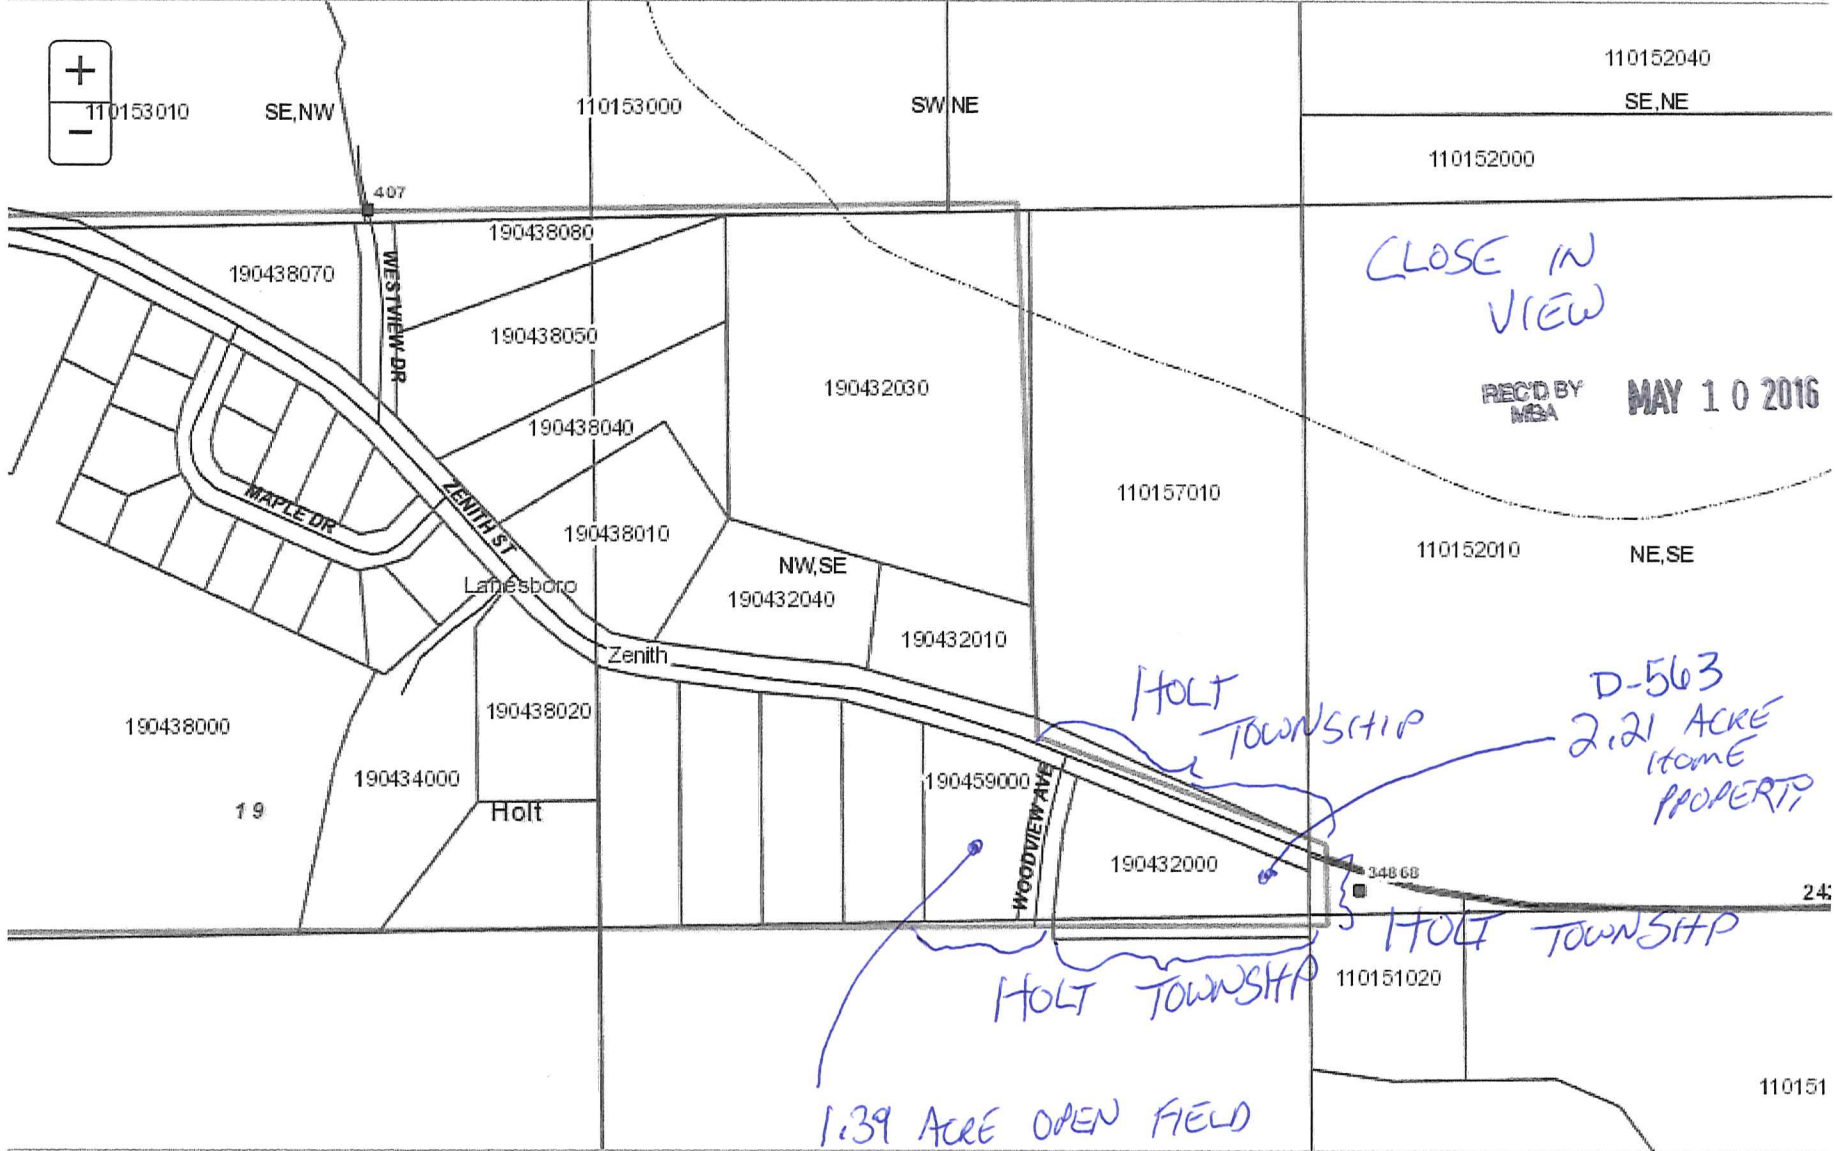 +
−
110153010
SE,NW
110153000
SW,NE
110152040
SE,NE
110152000
407
190438080
190438070
WESTVIEW DR
190438050
190432030
190438040
CLOSE IN
VIEW
REC'D BY
MBA
MAY 10 2016
MAPLE DR
ZENITH ST
190438010
110157010
110152010
NE,SE
NW,SE
Lanesboro
190432040
190432010
Zenith
HOLT
TOWNSHIP
D-563
2.21 ACRE
HOME
PROPERTY
190438000
190438020
190434000
19
Holt
190459000
WOODVIEW AVE
190432000
34868
242
HOLT TOWNSHIP
HOLT TOWNSHIP
110151020
110151
1.39 ACRE OPEN FIELD